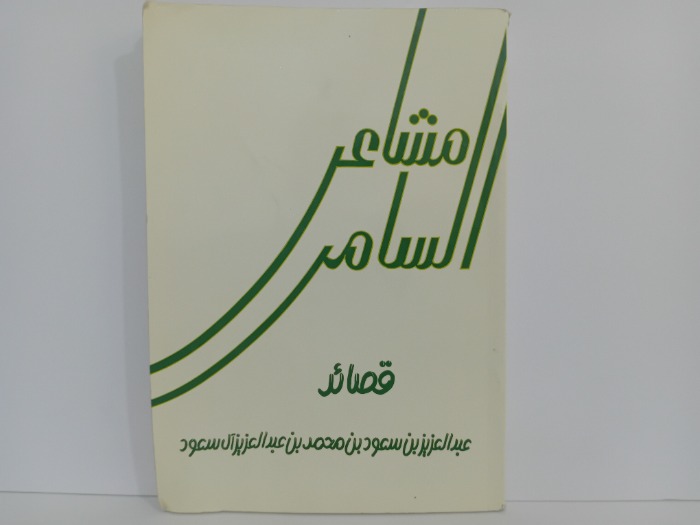 مشاعر
السامر
قصائد
عبدالعزيز بن سعود بن محمد بن عبدالعزيز آل سعود